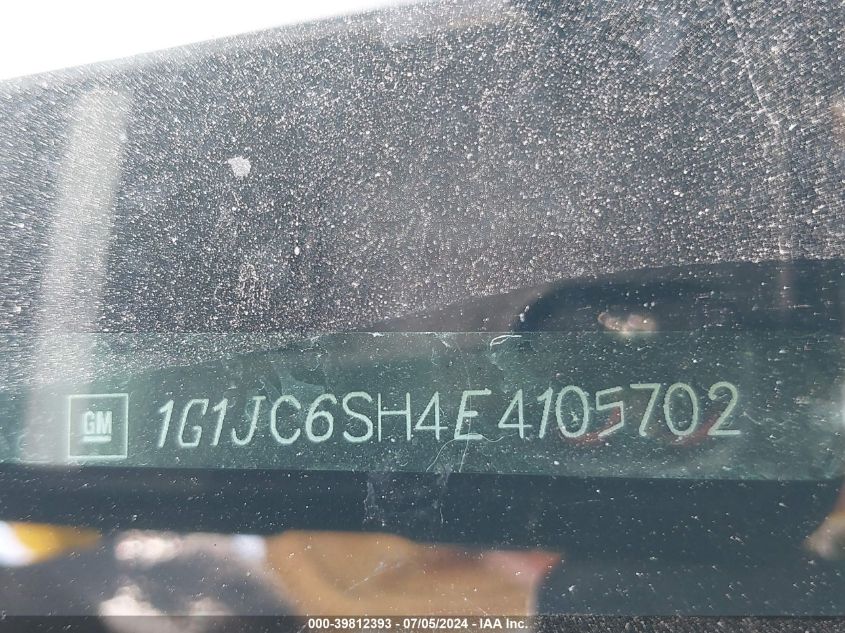 GM 1G1JC6SH4E4105702
000-39812393 - 07/05/2024 - © IAA Inc.